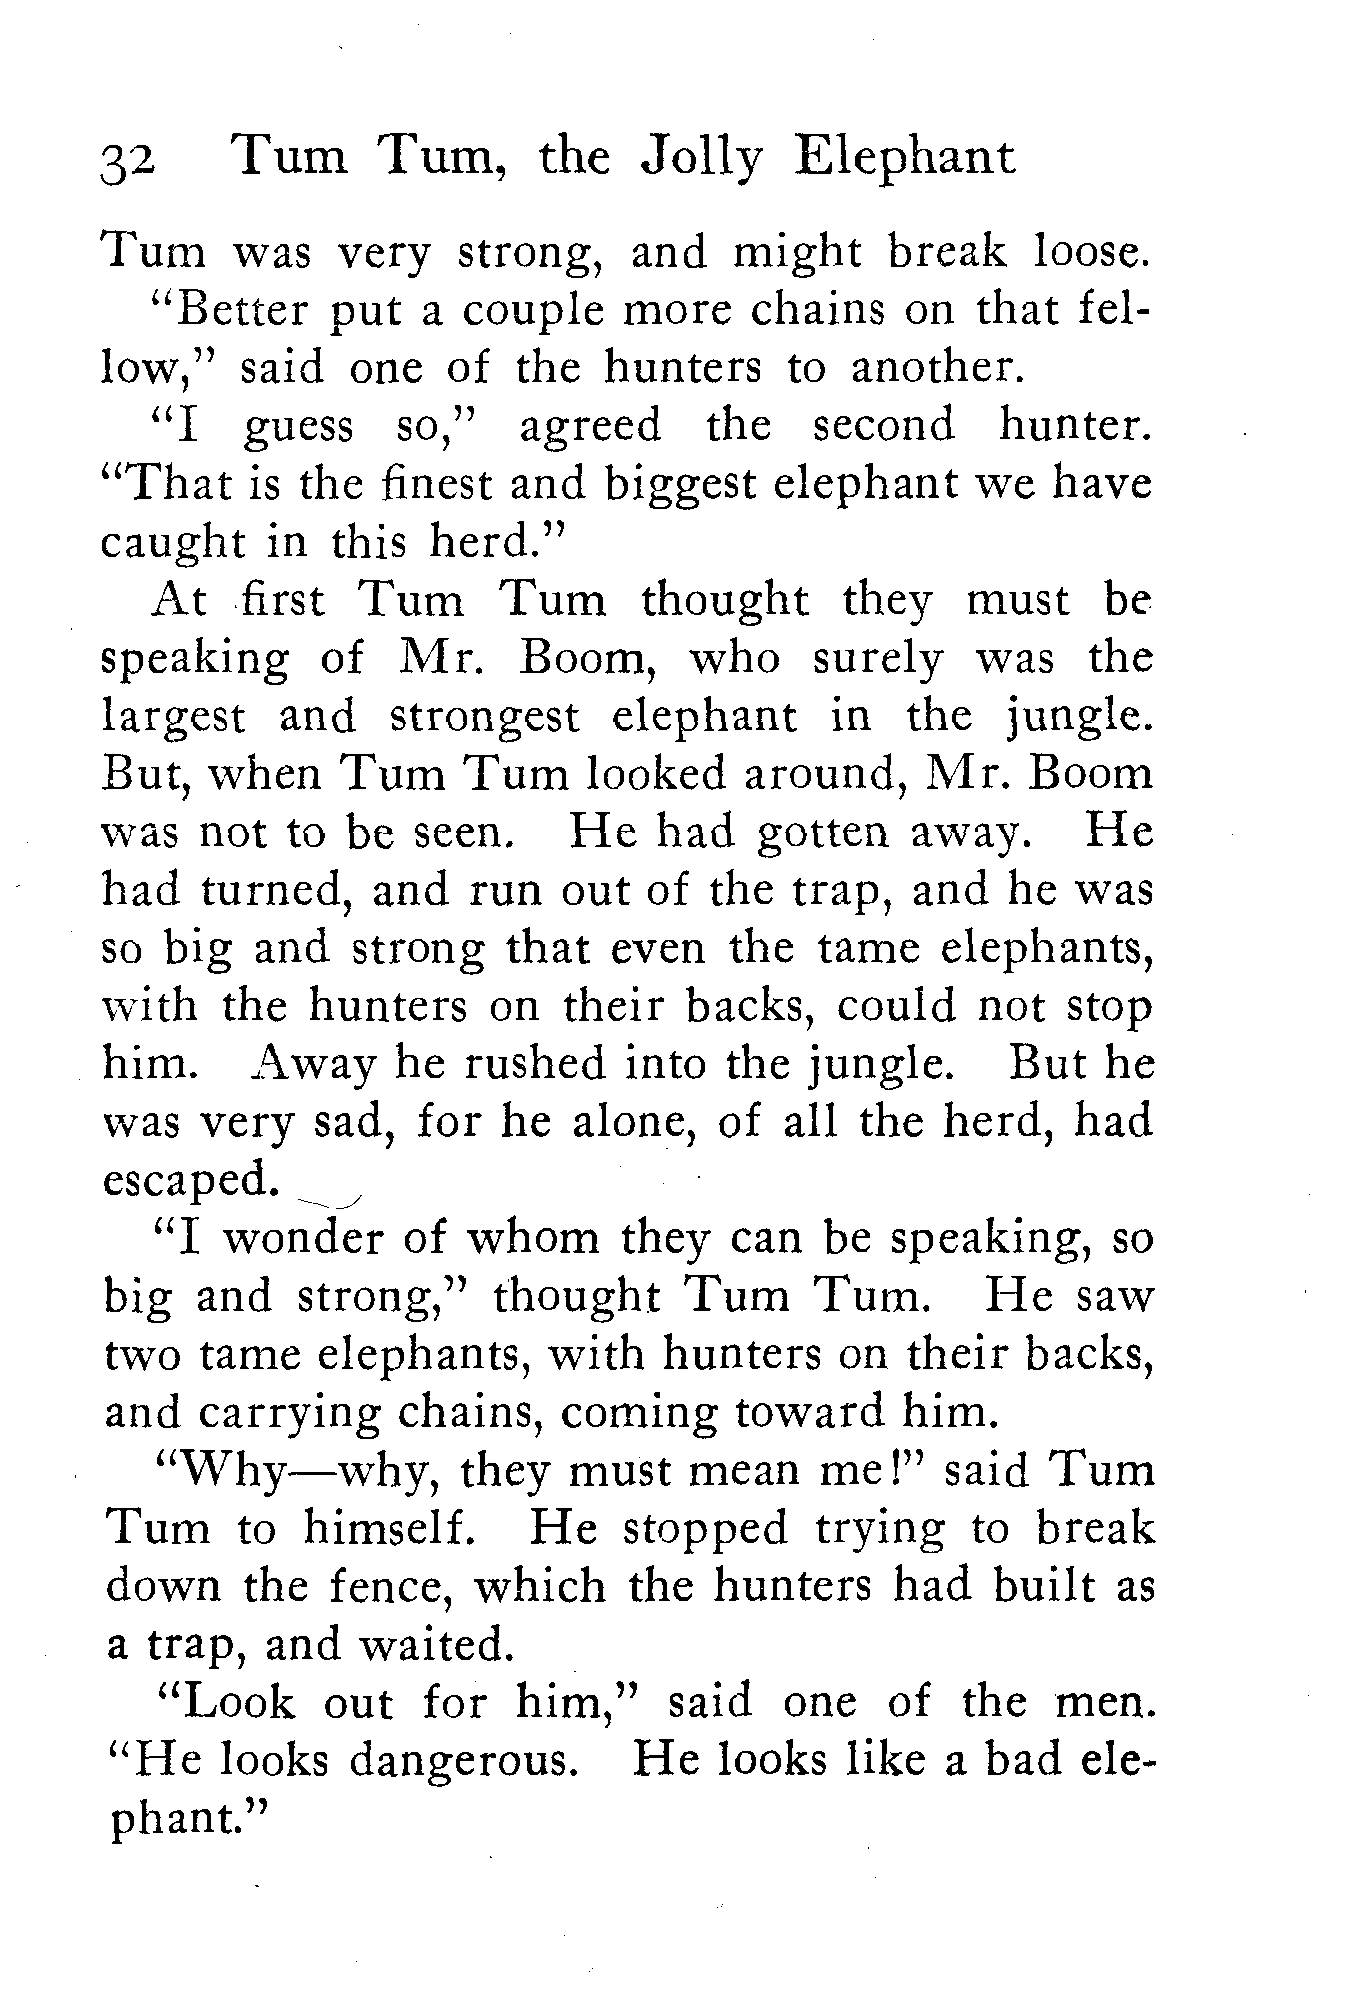 32 Tum Tum, the Jolly Elephant
Tum was very strong, and might break loose.
“Better put a couple more chains on that fel-
low,” said one of the hunters to another.
“I guess so,” agreed the second hunter.
“That is the finest and biggest elephant we have
caught in this herd.”
At first Tum Tum thought they must be
speaking of Mr. Boom, who surely was the
largest and strongest elephant in the jungle.
But, when Tum Tum looked around, Mr. Boom
was not to be seen. He had gotten away. He
had turned, and run out of the trap, and he was
so big and strong that even the tame elephants,
with the hunters on their backs, could not stop
him. Away he rushed into the jungle. But he
was very sad, for he alone, of all the herd, had
escaped.
“I wonder of whom they can be speaking, so
big and strong,” thought Tum Tum. He saw
two tame elephants, with hunters on their backs,
and carrying chains, coming toward him.
“Why—why, they must mean me!” said Tum
Tum to himself. He stopped trying to break
down the fence, which the hunters had built as
a trap, and waited.
“Look out for him,” said one of the men.
“He looks dangerous. He looks like a bad ele-
phant.”